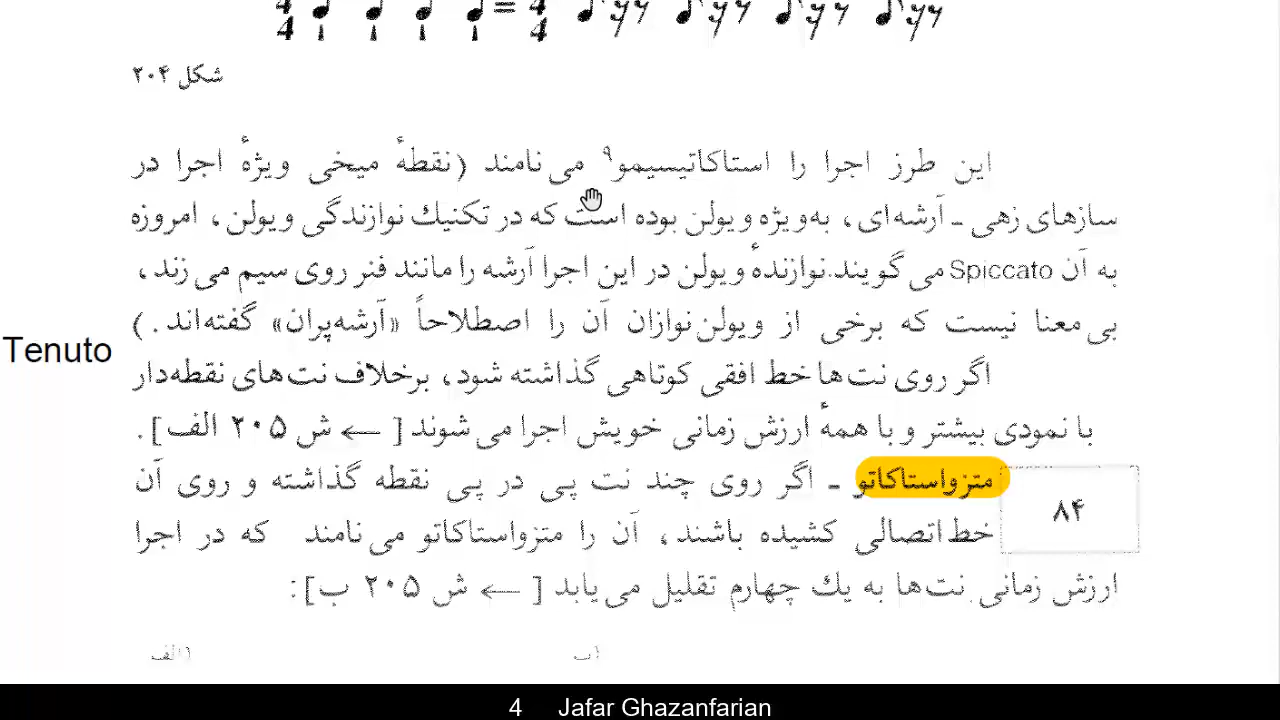 شکل ۲۰۴
این طرز اجرا را استاکاتیسیمو۹ می‌نامند (نقطهٔ میخی ویژهٔ اجرا در
سازهای زهی ـ آرشه‌ای، به‌ویژه ویولن بوده است که در تکنیك نوازندگی ویولن، امروزه
به آن Spiccato می گویند.نوازندهٔ ویولن در این اجرا آرشه را مانند فنر روی سیم می زند،
بی‌معنا نیست که برخی از ویولن‌نوازان آن را اصطلاحاً «آرشه‌پران» گفته‌اند.)
Tenuto
اگر روی نت‌ها خط افقی کوتاهی گذاشته شود، برخلاف نت‌های نقطه‌دار
با نمودی بیشتر و با همهٔ ارزش زمانی خویش اجرا می‌شوند [ ← ش ۲۰۵ الف].
متزواستاکاتو ـ اگر روی چند نت پی در پی نقطه گذاشته و روی آن
۸۴
خط‌اتصالی کشیده باشند، آن را متزواستاکاتو می‌نامند که در اجرا
ارزش زمانی نت‌ها به یك چهارم تقلیل می‌یابد [ ← ش ۲۰۵ ب]:
4 Jafar Ghazanfarian